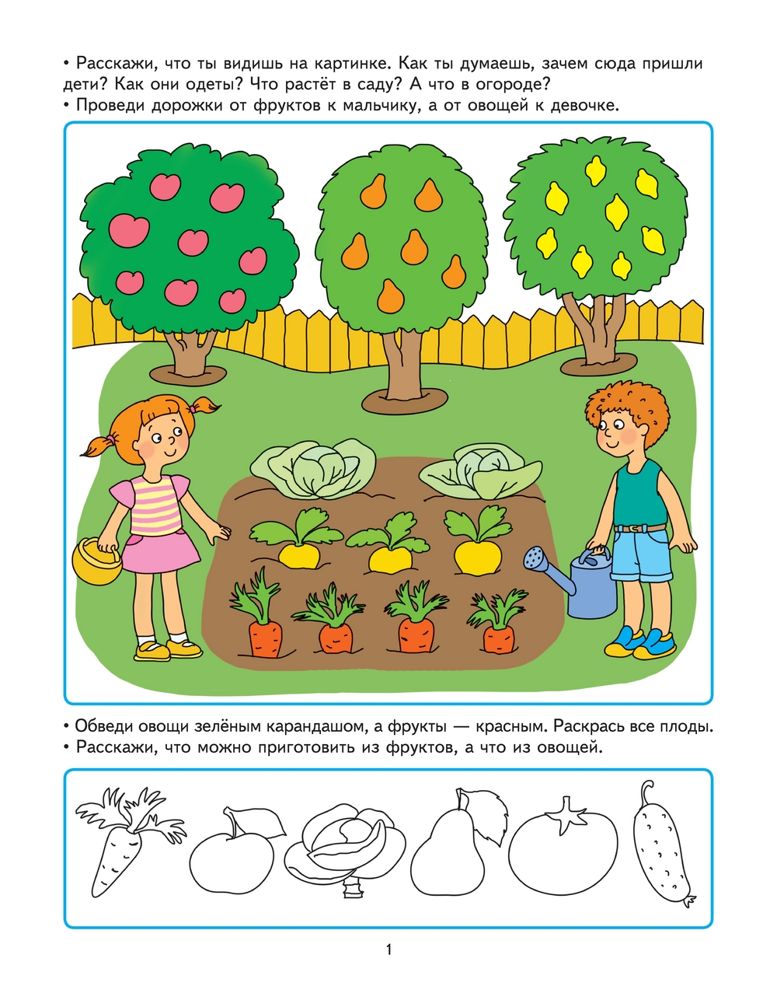 • Расскажи, что ты видишь на картинке. Как ты думаешь, зачем сюда пришли
дети? Как они одеты? Что растёт в саду? А что в огороде?
• Проведи дорожки от фруктов к мальчику, а от овощей к девочке.
• Обведи овощи зелёным карандашом, а фрукты — красным. Раскрась все плоды.
• Расскажи, что можно приготовить из фруктов, а что из овощей.
1